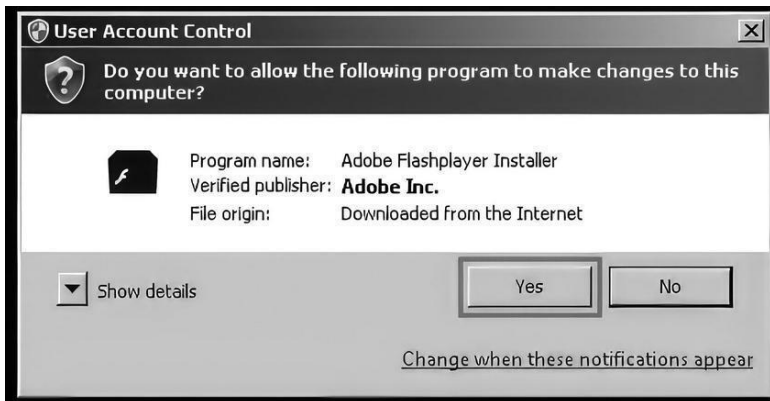 User Account Control
Do you want to allow the following program to make changes to this
computer?
Program name: Adobe Flashplayer Installer
Verified publisher: Adobe Inc.
File origin: Downloaded from the Internet
Show details
Yes
No
Change when these notifications appear